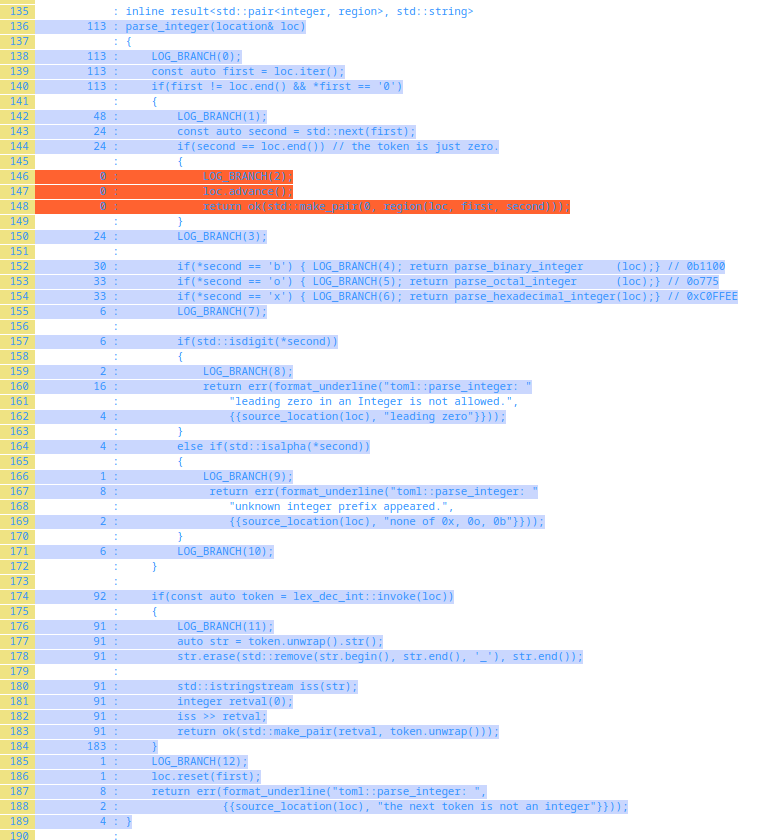 135 : inline result<std::pair<integer, region>, std::string>
136 113 : parse_integer(location& loc)
137 : {
138 113 : LOG_BRANCH(0);
139 113 : const auto first = loc.iter();
140 113 : if(first != loc.end() && *first == '0')
141 : {
142 48 : LOG_BRANCH(1);
143 24 : const auto second = std::next(first);
144 24 : if(second == loc.end()) // the token is just zero.
145 : {
146 0 : LOG_BRANCH(2);
147 0 : loc.advance();
148 0 : return ok(std::make_pair(0, region(loc, first, second)));
149 : }
150 24 : LOG_BRANCH(3);
151 :
152 30 : if(*second == 'b') { LOG_BRANCH(4); return parse_binary_integer (loc);} // 0b1100
153 33 : if(*second == 'o') { LOG_BRANCH(5); return parse_octal_integer (loc);} // 0o775
154 33 : if(*second == 'x') { LOG_BRANCH(6); return parse_hexadecimal_integer(loc);} // 0xC0FFEE
155 6 : LOG_BRANCH(7);
156 :
157 6 : if(std::isdigit(*second))
158 : {
159 2 : LOG_BRANCH(8);
160 16 : return err(format_underline("toml::parse_integer: "
161 : "leading zero in an Integer is not allowed.",
162 4 : {{source_location(loc), "leading zero"}}));
163 : }
164 4 : else if(std::isalpha(*second))
165 : {
166 1 : LOG_BRANCH(9);
167 8 : return err(format_underline("toml::parse_integer: "
168 : "unknown integer prefix appeared.",
169 2 : {{source_location(loc), "none of 0x, 0o, 0b"}}));
170 : }
171 6 : LOG_BRANCH(10);
172 : }
173 :
174 92 : if(const auto token = lex_dec_int::invoke(loc))
175 : {
176 91 : LOG_BRANCH(11);
177 91 : auto str = token.unwrap().str();
178 91 : str.erase(std::remove(str.begin(), str.end(), '_'), str.end());
179 :
180 91 : std::istringstream iss(str);
181 91 : integer retval(0);
182 91 : iss >> retval;
183 91 : return ok(std::make_pair(retval, token.unwrap()));
184 183 : }
185 1 : LOG_BRANCH(12);
186 1 : loc.reset(first);
187 8 : return err(format_underline("toml::parse_integer: ",
188 2 : {{source_location(loc), "the next token is not an integer"}}));
189 4 : }
190 :